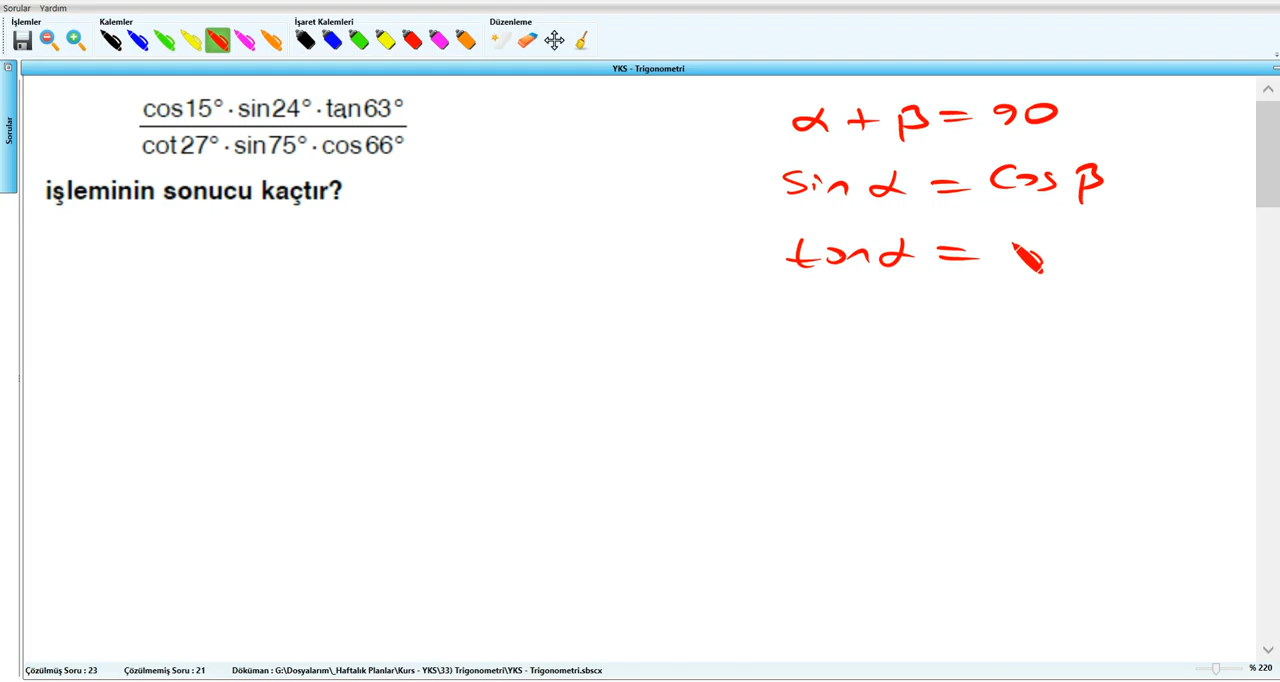 Sorular Yardım
İşlemler Kalemler İşaret Kalemleri Düzenleme
YKS - Trigonometri
Sorular
cos15° · sin24° · tan63°
cot27° · sin75° · cos66°
işleminin sonucu kaçtır?
α + β = 90
sin α = cos β
tan α =
Çözülmüş Soru : 23 Çözülmemiş Soru : 21 Döküman : G:\Dosyalarım\_Haftalık Planlar\Kurs - YKS\33) Trigonometri\YKS - Trigonometri.sbscx % 220